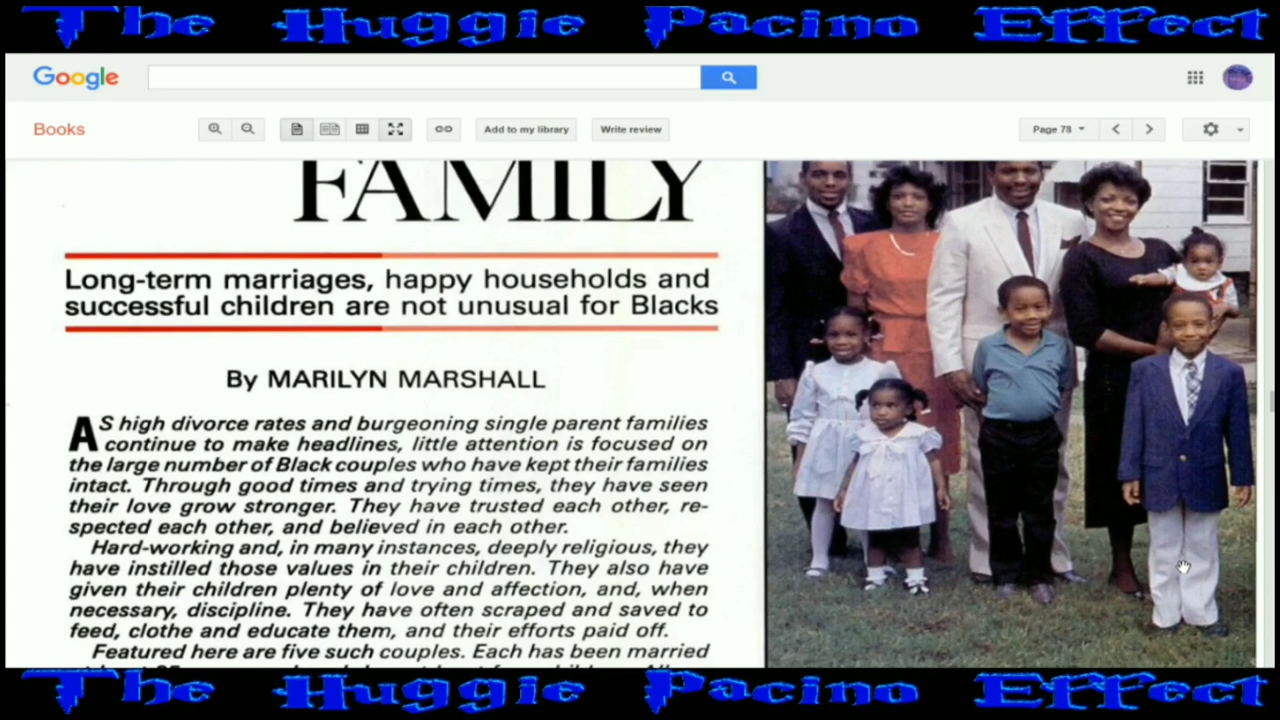 The Huggie Pacino Effect
Google
Books
Add to my library
Write review
Page 78
FAMILY
Long-term marriages, happy households and
successful children are not unusual for Blacks
By MARILYN MARSHALL
AS high divorce rates and burgeoning single parent families
continue to make headlines, little attention is focused on
the large number of Black couples who have kept their families
intact. Through good times and trying times, they have seen
their love grow stronger. They have trusted each other, re-
spected each other, and believed in each other.
Hard-working and, in many instances, deeply religious, they
have instilled those values in their children. They also have
given their children plenty of love and affection, and, when
necessary, discipline. They have often scraped and saved to
feed, clothe and educate them, and their efforts paid off.
Featured here are five such couples. Each has been married
The Huggie Pacino Effect